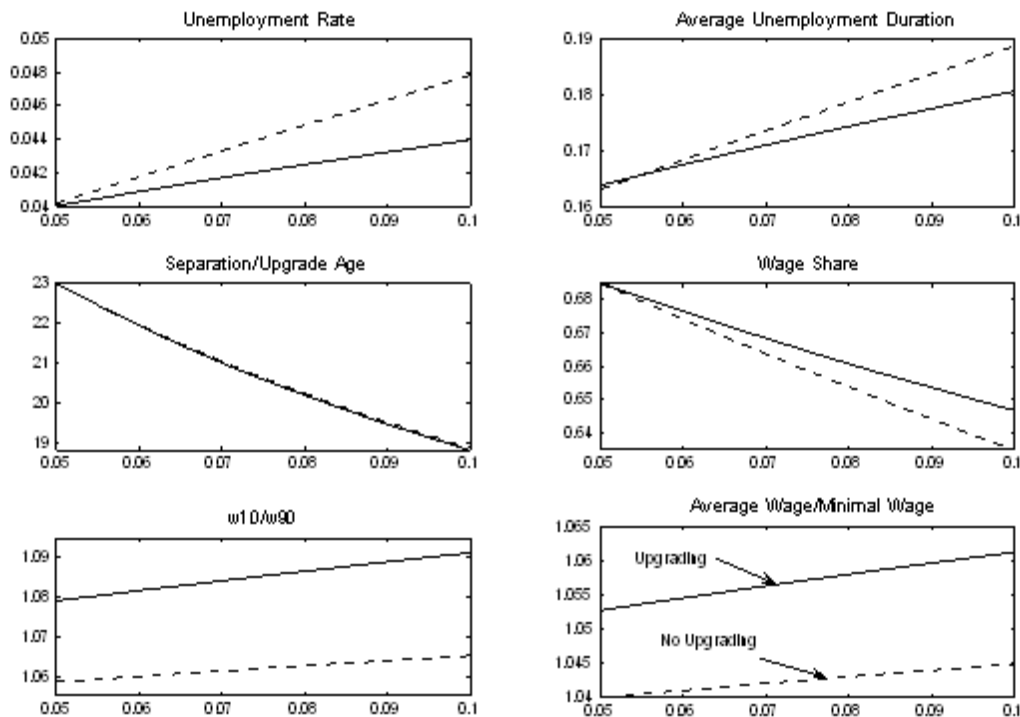 Unemployment Rate
0.05
0.048
0.046
0.044
0.042
0.04
0.05 0.06 0.07 0.08 0.09 0.1
Average Unemployment Duration
0.19
0.18
0.17
0.16
0.05 0.06 0.07 0.08 0.09 0.1
Separation/Upgrade Age
23
22
21
20
19
0.05 0.06 0.07 0.08 0.09 0.1
Wage Share
0.68
0.67
0.66
0.65
0.64
0.05 0.06 0.07 0.08 0.09 0.1
w10/w90
1.09
1.08
1.07
1.06
0.05 0.06 0.07 0.08 0.09 0.1
Average Wage/Minimal Wage
1.065
1.06
1.055
1.05
1.045
1.04
Upgrading
No Upgrading
0.05 0.06 0.07 0.08 0.09 0.1